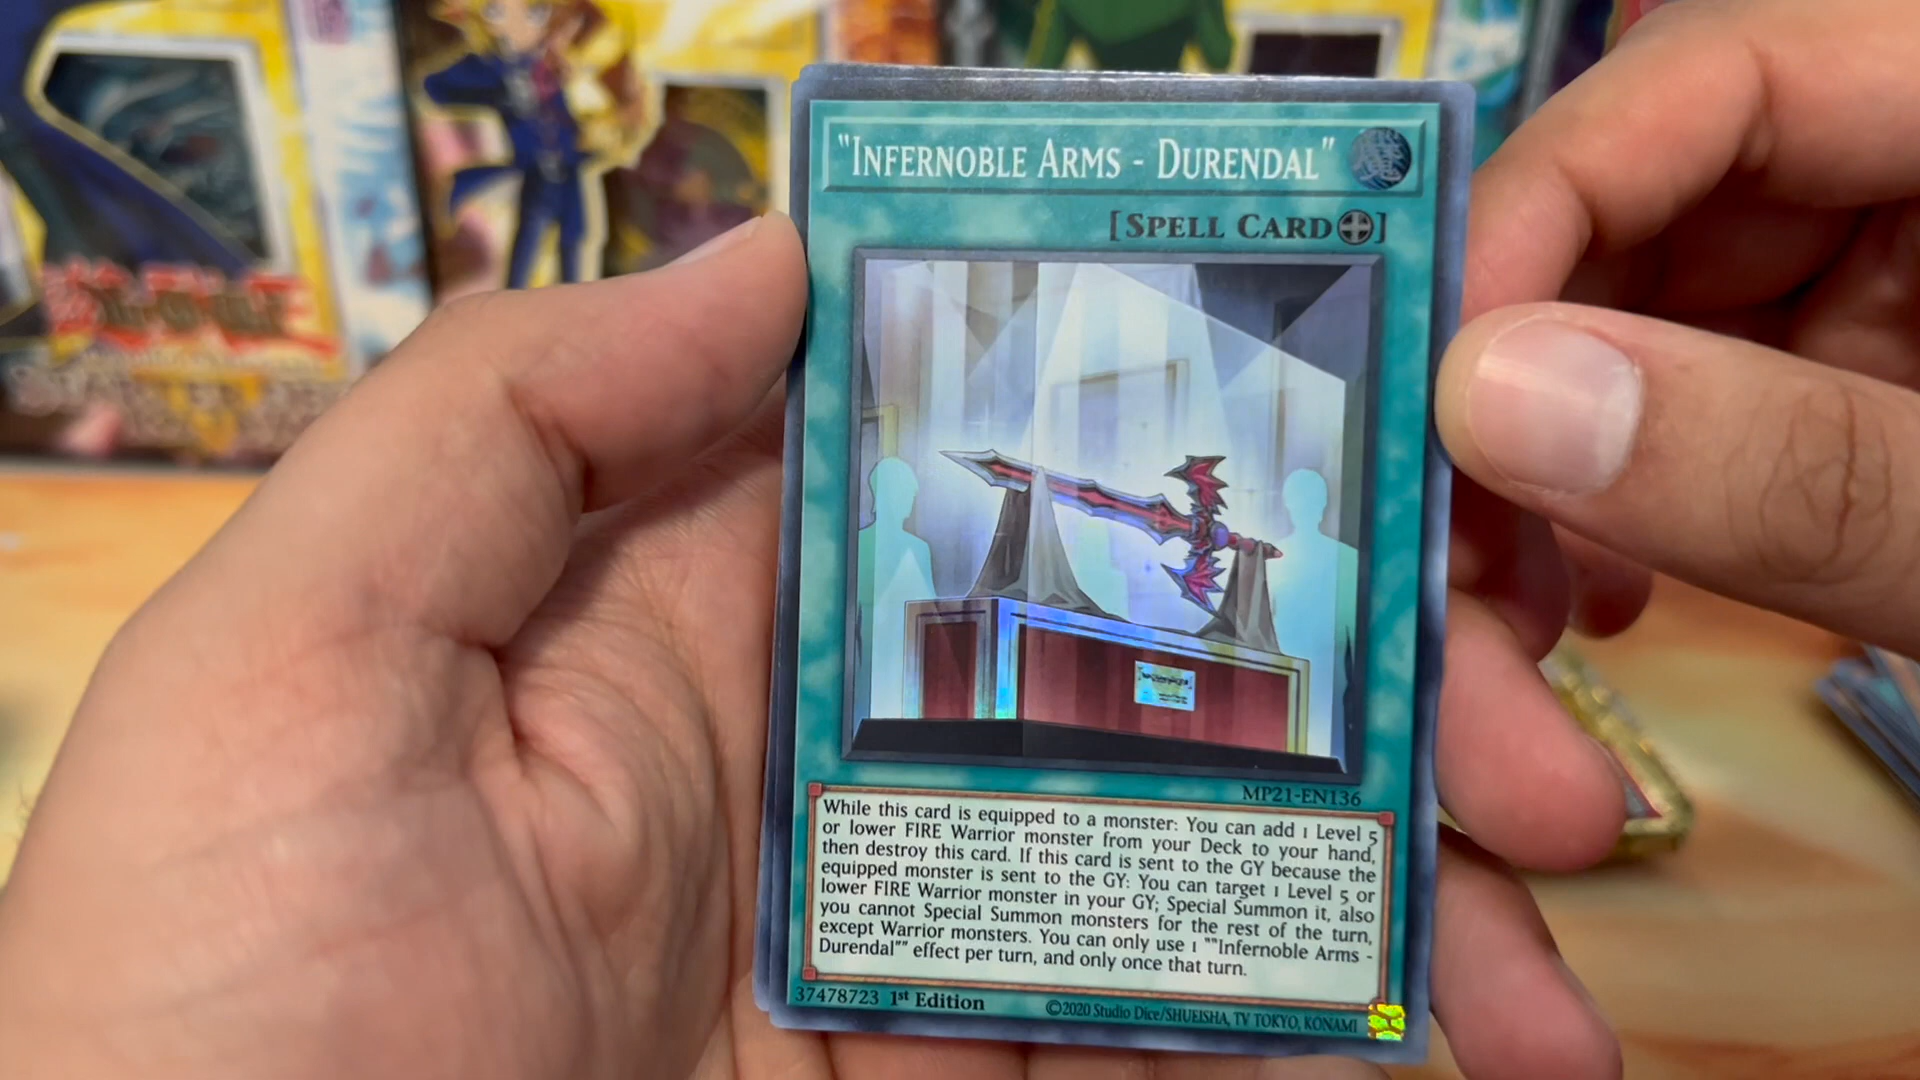 "INFERNOBLE ARMS - DURENDAL"
[SPELL CARD]
MP21-EN136
While this card is equipped to a monster: You can add 1 Level 5
or lower FIRE Warrior monster from your Deck to your hand,
then destroy this card. If this card is sent to the GY because the
equipped monster is sent to the GY: You can target 1 Level 5 or
lower FIRE Warrior monster in your GY; Special Summon it, also
you cannot Special Summon monsters for the rest of the turn,
except Warrior monsters. You can only use 1 ""Infernoble Arms -
Durendal"" effect per turn, and only once that turn.
37478723 1st Edition
©2020 Studio Dice/SHUEISHA, TV TOKYO, KONAMI